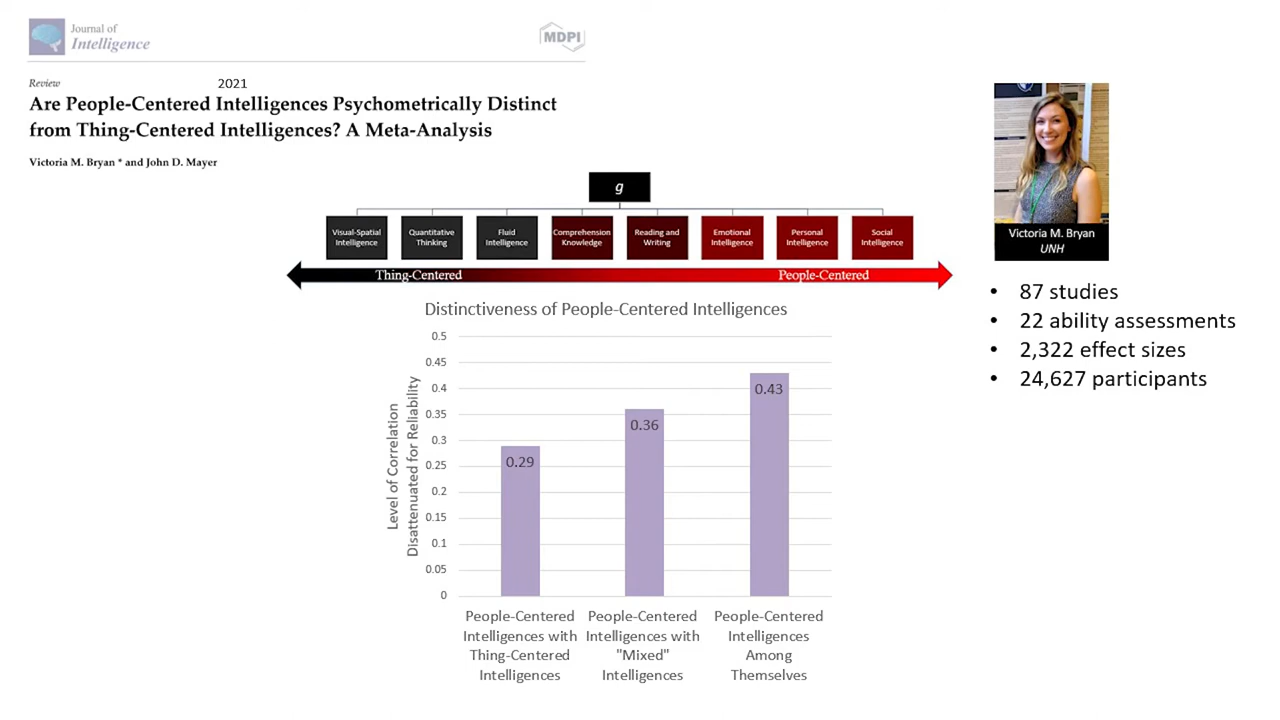 Journal of
Intelligence
MDPI
Review
2021
Are People-Centered Intelligences Psychometrically Distinct
from Thing-Centered Intelligences? A Meta-Analysis
Victoria M. Bryan * and John D. Mayer
g
Visual-Spatial
Intelligence
Quantitative
Thinking
Fluid
Intelligence
Comprehension
Knowledge
Reading and
Writing
Emotional
Intelligence
Personal
Intelligence
Social
Intelligence
Thing-Centered
People-Centered
Victoria M. Bryan
UNH
• 87 studies
• 22 ability assessments
• 2,322 effect sizes
• 24,627 participants
Distinctiveness of People-Centered Intelligences
Level of Correlation
Disattenuated for Reliability
0.5
0.45
0.4
0.35
0.3
0.25
0.2
0.15
0.1
0.05
0
0.29
0.36
0.43
People-Centered
Intelligences with
Thing-Centered
Intelligences
People-Centered
Intelligences with
"Mixed"
Intelligences
People-Centered
Intelligences
Among
Themselves